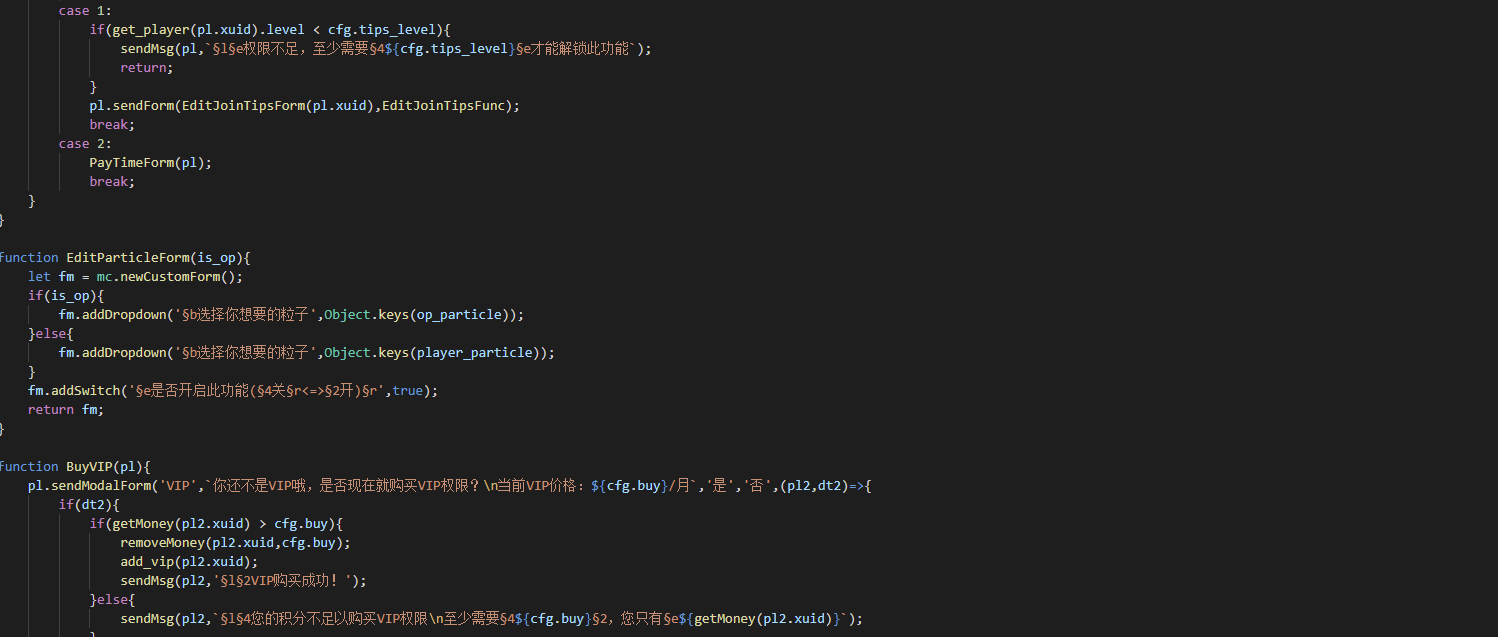 case 1:
        if(get_player(pl.xuid).level < cfg.tips_level){
            sendMsg(pl,`§l§e权限不足，至少需要§4${cfg.tips_level}§e才能解锁此功能`);
            return;
        }
        pl.sendForm(EditJoinTipsForm(pl.xuid),EditJoinTipsFunc);
        break;
    case 2:
        PayTimeForm(pl);
        break;
    }
}
function EditParticleForm(is_op){
    let fm = mc.newCustomForm();
    if(is_op){
        fm.addDropdown('§b选择你想要的粒子',Object.keys(op_particle));
    }else{
        fm.addDropdown('§b选择你想要的粒子',Object.keys(player_particle));
    }
    fm.addSwitch('§e是否开启此功能(§4关§r<=>§2开)§r',true);
    return fm;
}
function BuyVIP(pl){
    pl.sendModalForm('VIP',`你还不是VIP哦，是否现在就购买VIP权限？\n当前VIP价格：${cfg.buy}/月`,'是','否',(pl2,dt2)=>{
        if(dt2){
            if(getMoney(pl2.xuid) > cfg.buy){
                removeMoney(pl2.xuid,cfg.buy);
                add_vip(pl2.xuid);
                sendMsg(pl2,'§l§2VIP购买成功！');
            }else{
                sendMsg(pl2,`§l§4您的积分不足以购买VIP权限\n至少需要§4${cfg.buy}§2，您只有§e${getMoney(pl2.xuid)}`);
            }